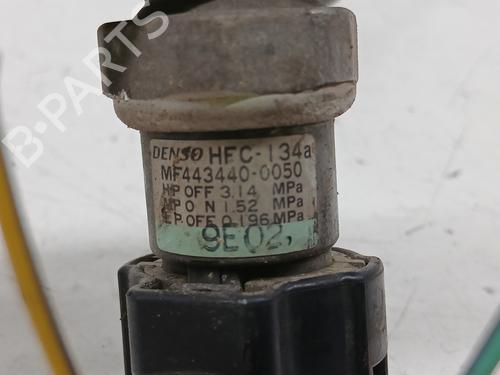 B-PARTS
DENSO HFC-134a
MF443440-0050
HP OFF 3.14 MPa
MP O N 1.52 MPa
LP OFF 0.196 MPa
9E02,